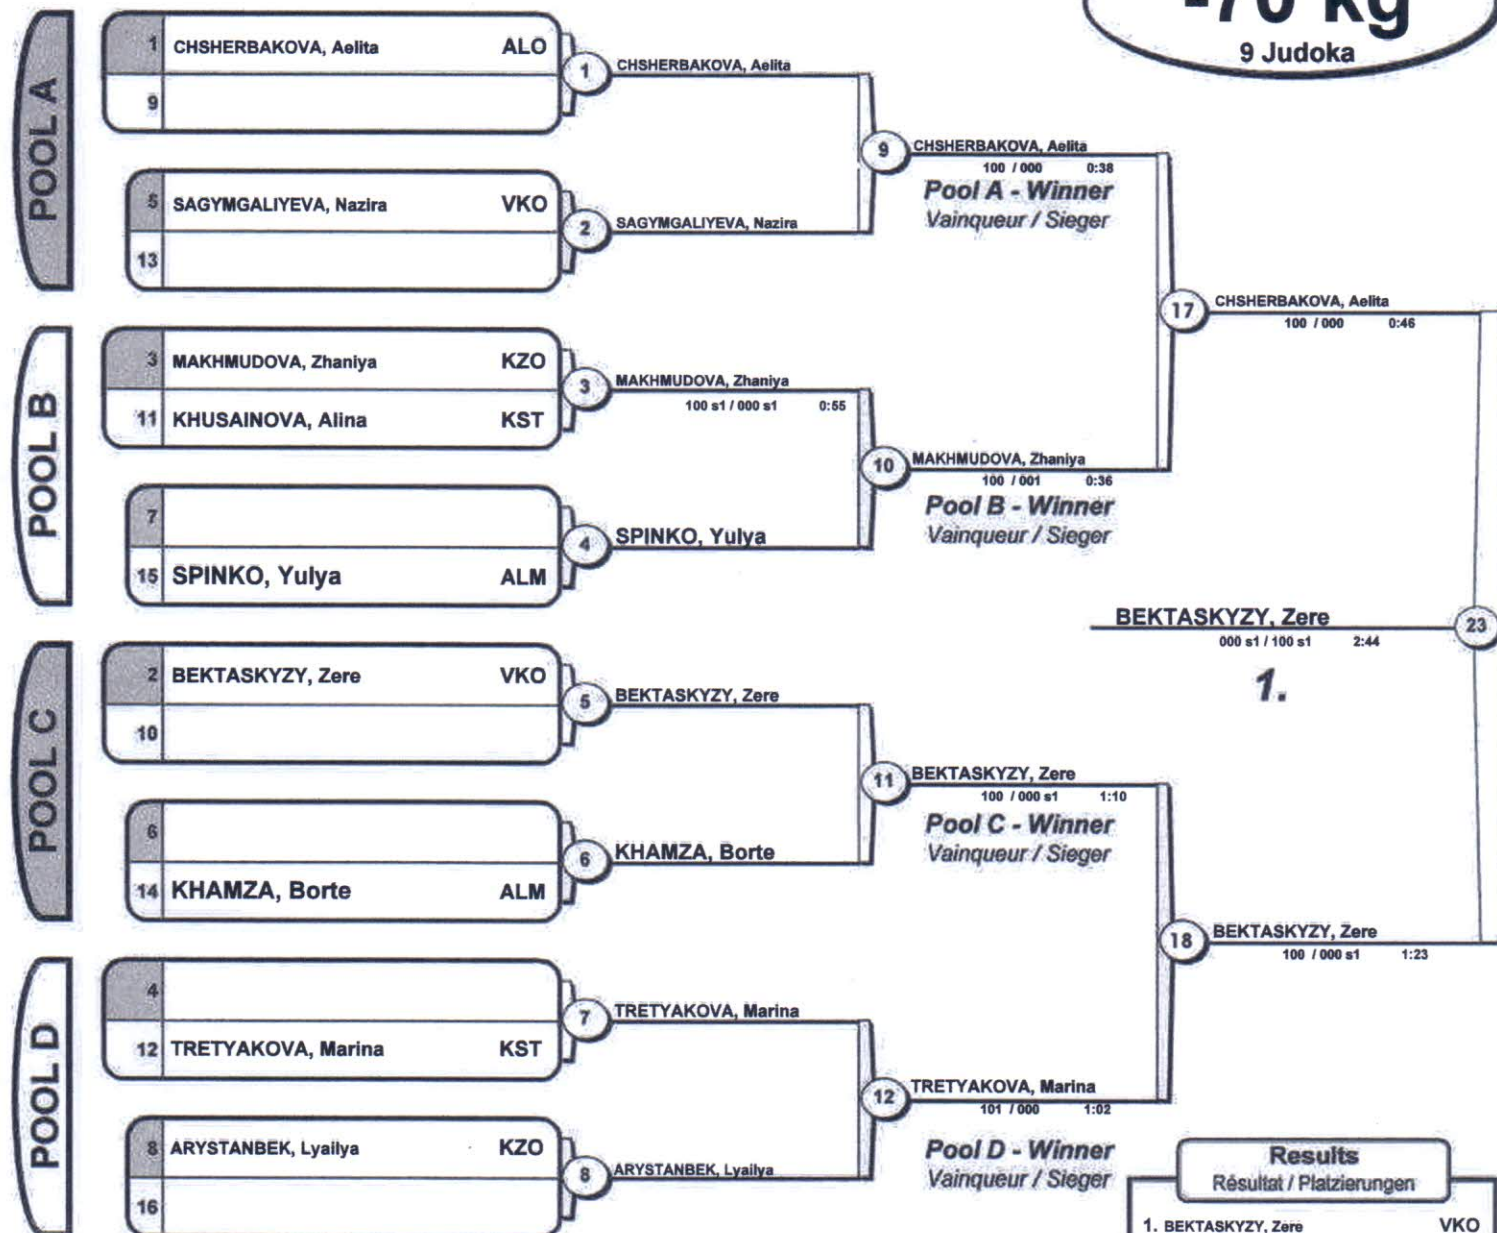 -70 kg
9 Judoka
POOL A
1 CHSHERBAKOVA, Aelita ALO
9
5 SAGYMGALIYEVA, Nazira VKO
13
1 CHSHERBAKOVA, Aelita
2 SAGYMGALIYEVA, Nazira
9 CHSHERBAKOVA, Aelita
100 / 000 0:38
Pool A - Winner
Vainqueur / Sieger
POOL B
3 MAKHMUDOVA, Zhaniya KZO
11 KHUSAINOVA, Alina KST
7
15 SPINKO, Yulya ALM
3 MAKHMUDOVA, Zhaniya
100 s1 / 000 s1 0:55
4 SPINKO, Yulya
10 MAKHMUDOVA, Zhaniya
100 / 001 0:36
Pool B - Winner
Vainqueur / Sieger
17 CHSHERBAKOVA, Aelita
100 / 000 0:46
BEKTASKYZY, Zere 23
000 s1 / 100 s1 2:44
1.
POOL C
2 BEKTASKYZY, Zere VKO
10
6
14 KHAMZA, Borte ALM
5 BEKTASKYZY, Zere
6 KHAMZA, Borte
11 BEKTASKYZY, Zere
100 / 000 s1 1:10
Pool C - Winner
Vainqueur / Sieger
18 BEKTASKYZY, Zere
100 / 000 s1 1:23
POOL D
4
12 TRETYAKOVA, Marina KST
8 ARYSTANBEK, Lyailya KZO
16
7 TRETYAKOVA, Marina
8 ARYSTANBEK, Lyailya
12 TRETYAKOVA, Marina
101 / 000 1:02
Pool D - Winner
Vainqueur / Sieger
Results
Résultat / Platzierungen
1. BEKTASKYZY, Zere VKO